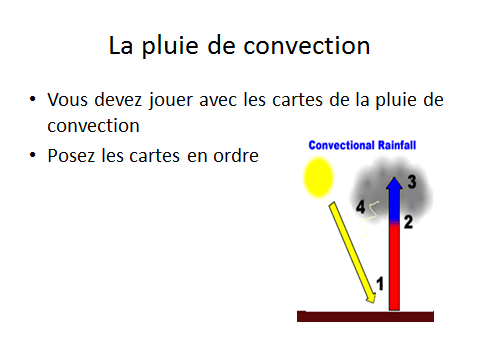 La pluie de convection
• Vous devez jouer avec les cartes de la pluie de
convection
• Posez les cartes en ordre
Convectional Rainfall
3
4
2
1